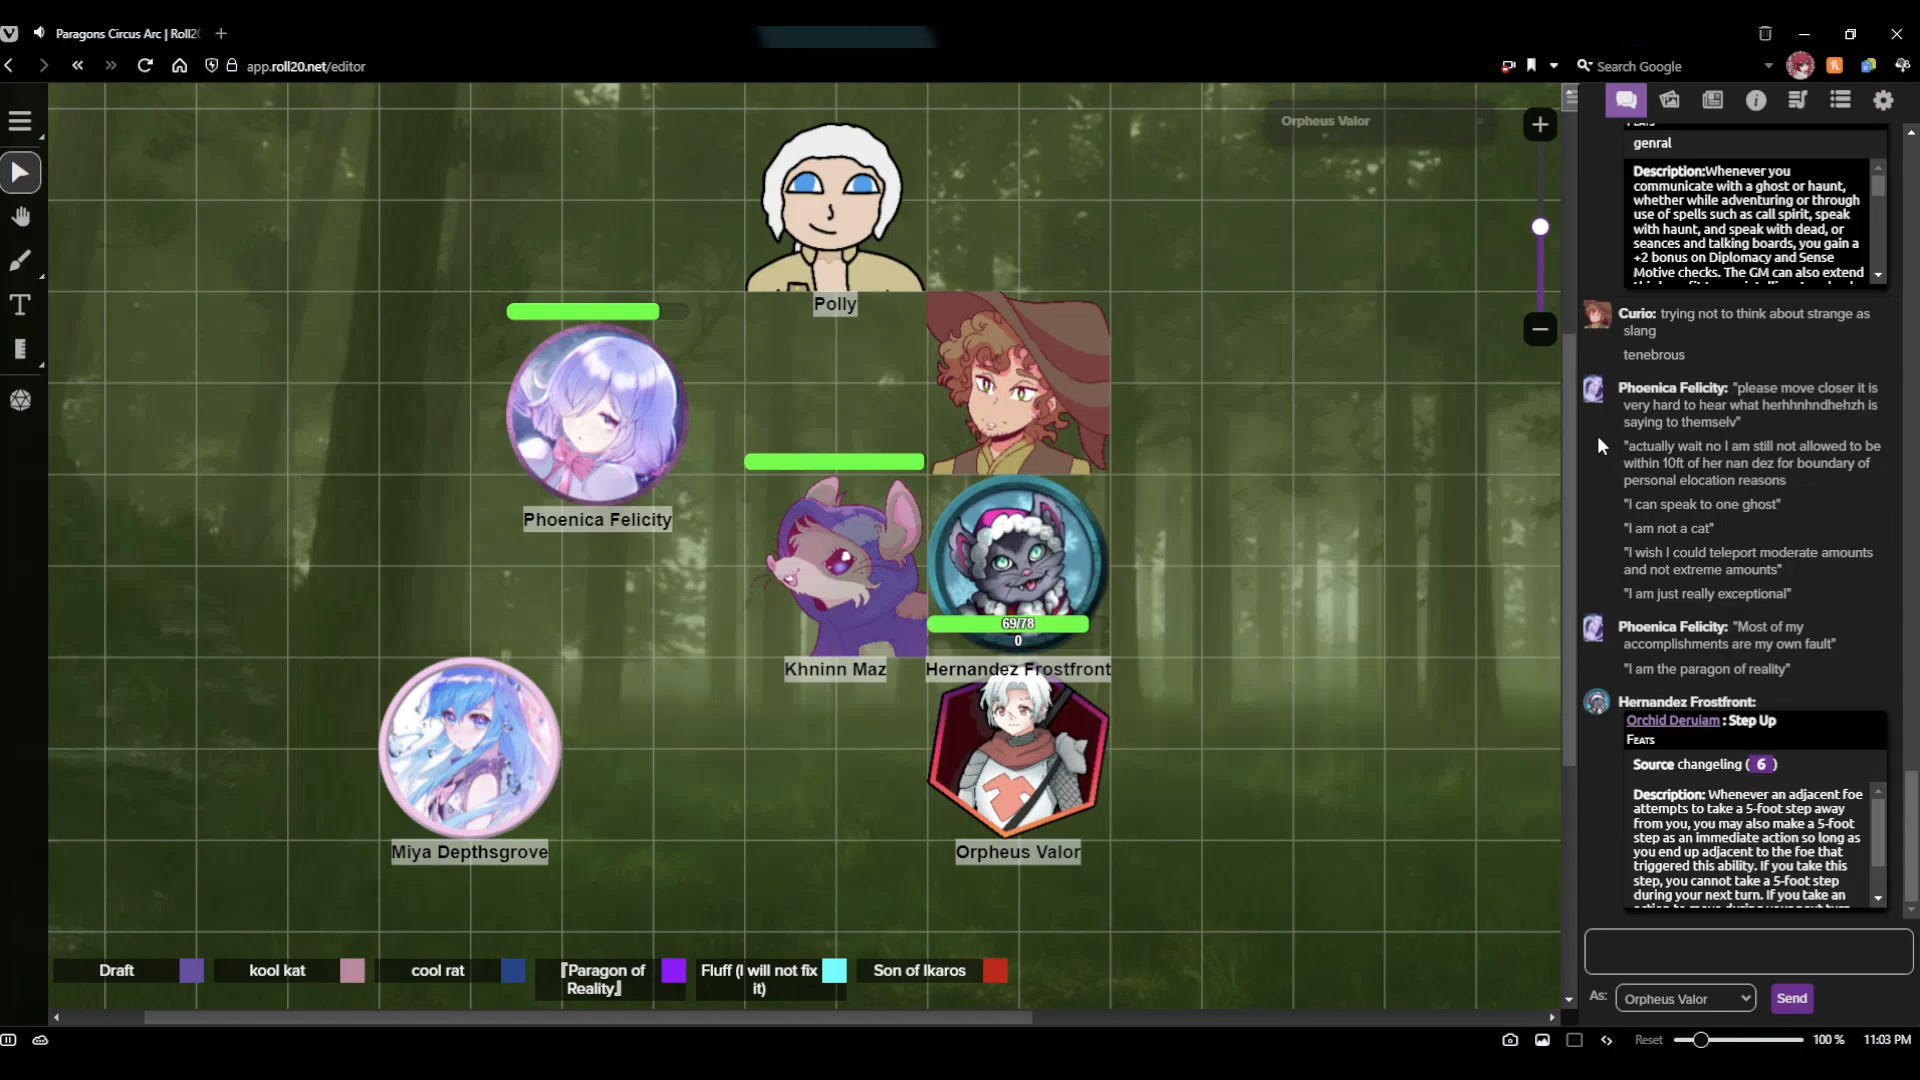 Paragons Circus Arc | Roll20
app.roll20.net/editor
Search Google
Orpheus Valor
Polly
Phoenica Felicity
Khninn Maz
69/78
0
Hernandez Frostfront
Miya Depthsgrove
Orpheus Valor
Draft
kool kat
cool rat
『Paragon of
Reality』
Fluff (I will not fix
it)
Son of Ikaros
genral
Description:Whenever you
communicate with a ghost or haunt,
whether while adventuring or through
use of spells such as call spirit, speak
with haunt, and speak with dead, or
seances and talking boards, you gain a
+2 bonus on Diplomacy and Sense
Motive checks. The GM can also extend
Curio: trying not to think about strange as
slang
tenebrous
Phoenica Felicity: "please move closer it is
very hard to hear what herhhnhndhehzh is
saying to themselv"
"actually wait no I am still not allowed to be
within 10ft of her nan dez for boundary of
personal elocation reasons
"I can speak to one ghost"
"I am not a cat"
"I wish I could teleport moderate amounts
and not extreme amounts"
"I am just really exceptional"
Phoenica Felicity: "Most of my
accomplishments are my own fault"
"I am the paragon of reality"
Hernandez Frostfront:
Orchid Deruiam : Step Up
Feats
Source changeling ( 6 )
Description: Whenever an adjacent foe
attempts to take a 5-foot step away
from you, you may also make a 5-foot
step as an immediate action so long as
you end up adjacent to the foe that
triggered this ability. If you take this
step, you cannot take a 5-foot step
during your next turn. If you take an
As:
Orpheus Valor
Send
Reset
100 %
11:03 PM